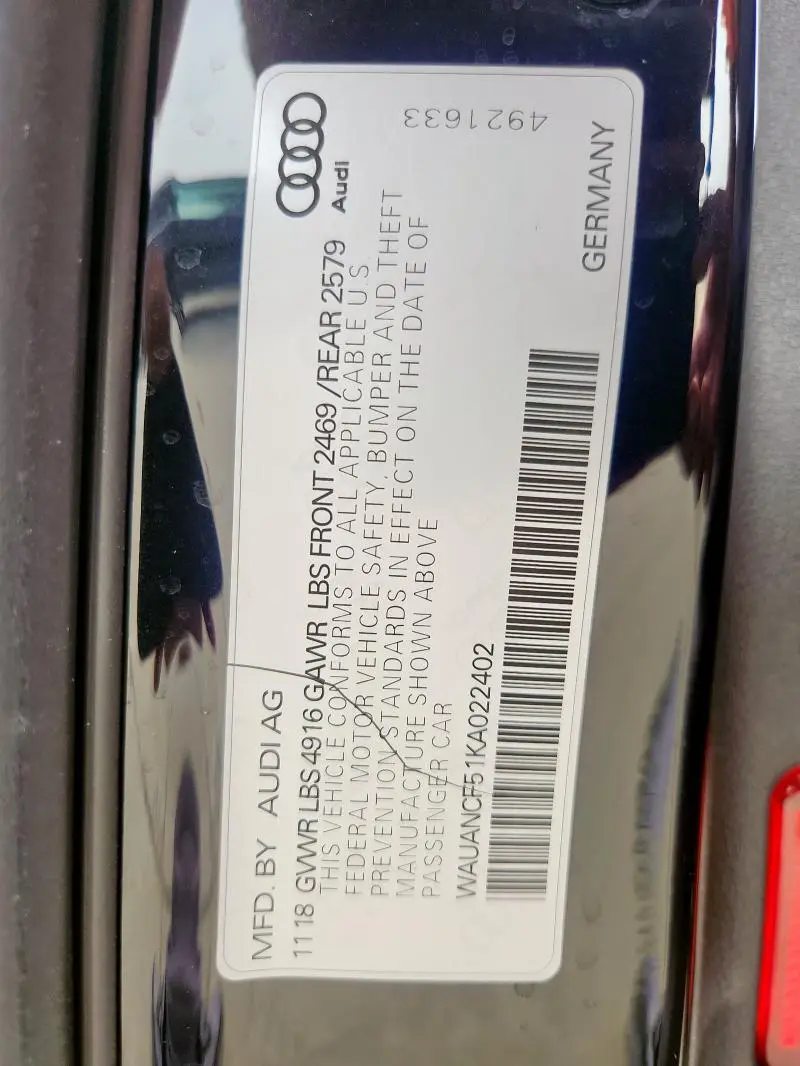 MFD. BY AUDI AG
11 18 GVWR LBS 4916 GAWR LBS FRONT 2469 /REAR 2579
THIS VEHICLE CONFORMS TO ALL APPLICABLE U.S.
FEDERAL MOTOR VEHICLE SAFETY, BUMPER AND THEFT
PREVENTION STANDARDS IN EFFECT ON THE DATE OF
MANUFACTURE SHOWN ABOVE
PASSENGER CAR
WAUANCF51KA022402
Audi
4921633
GERMANY